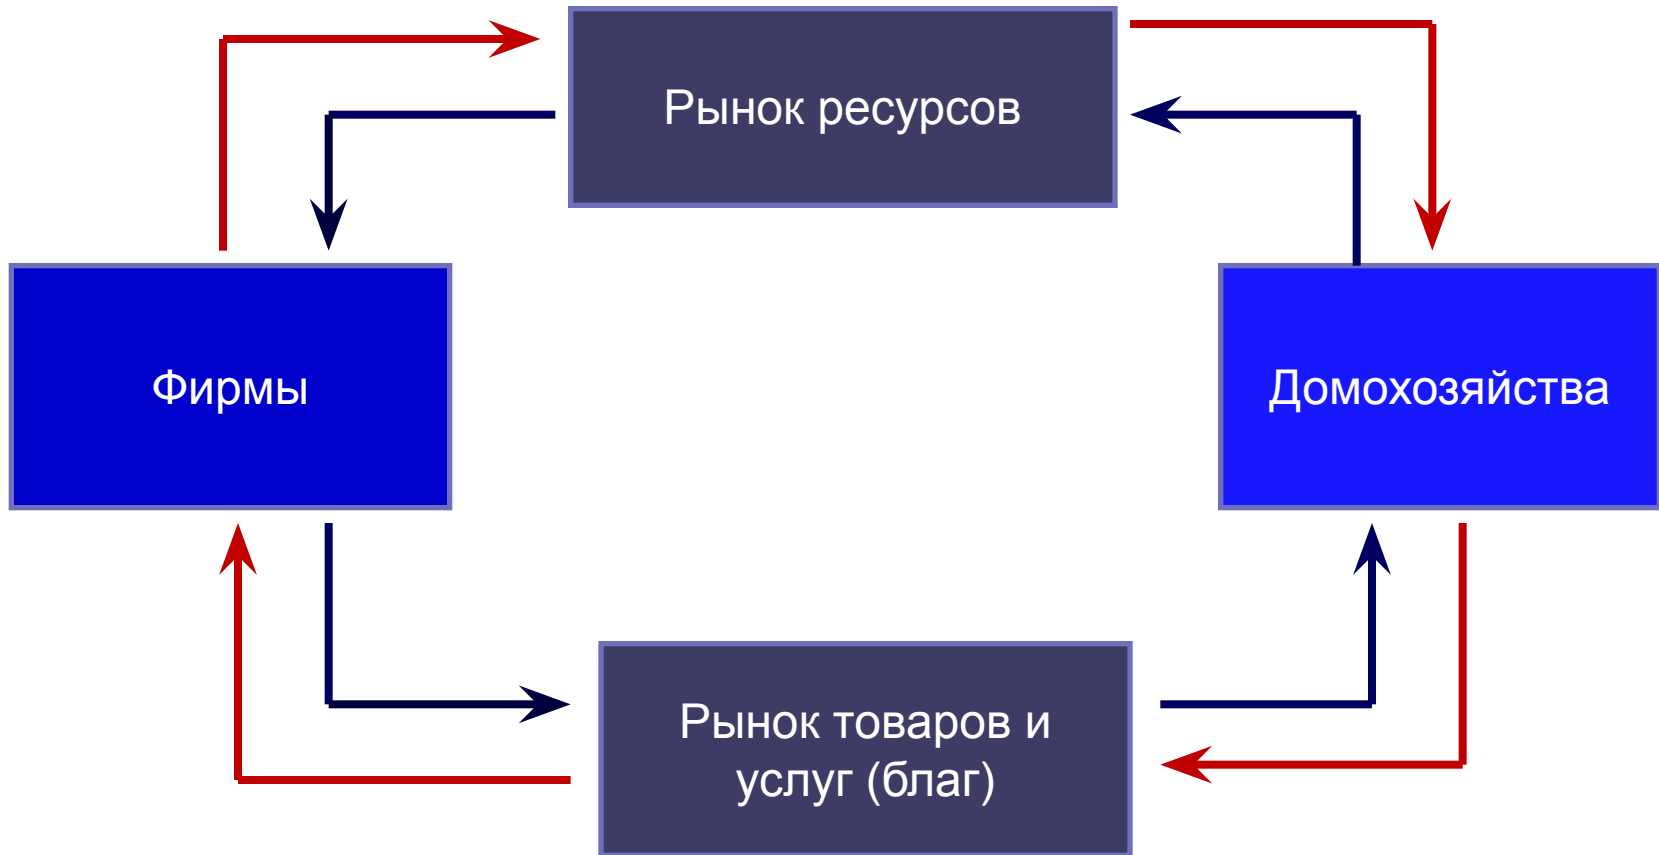 Рынок ресурсов
Фирмы
Домохозяйства
Рынок товаров и
услуг (благ)